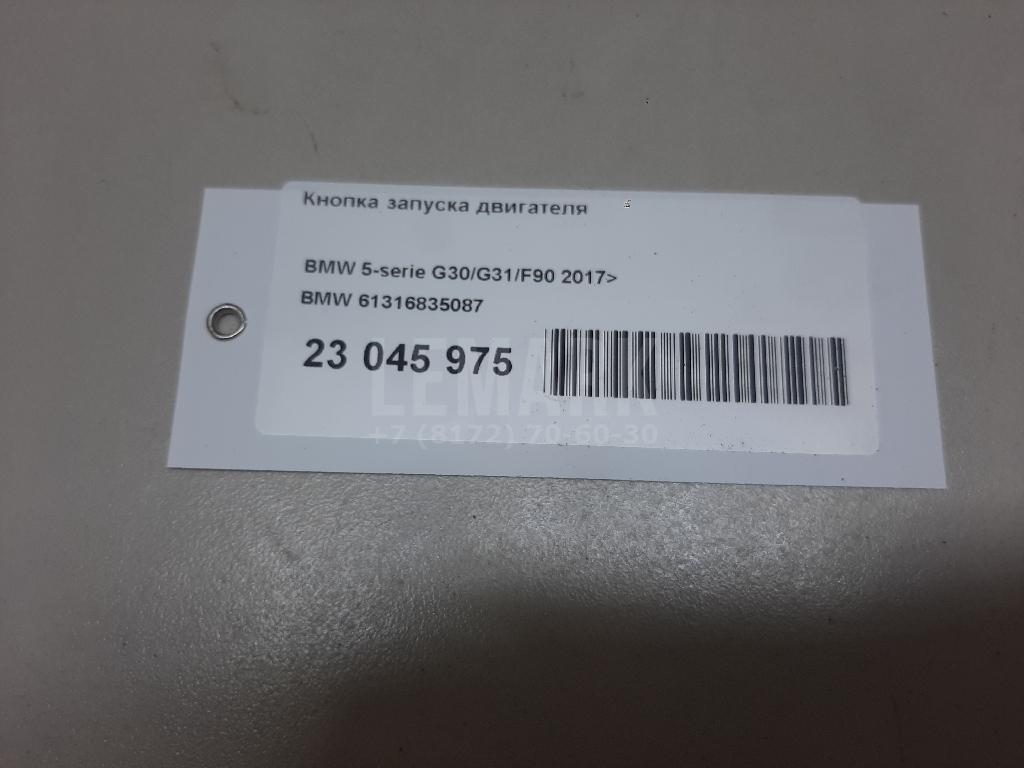 Кнопка запуска двигателя
BMW 5-serie G30/G31/F90 2017>
BMW 61316835087
23 045 975
LEMARK
+7 (8172) 70-60-30